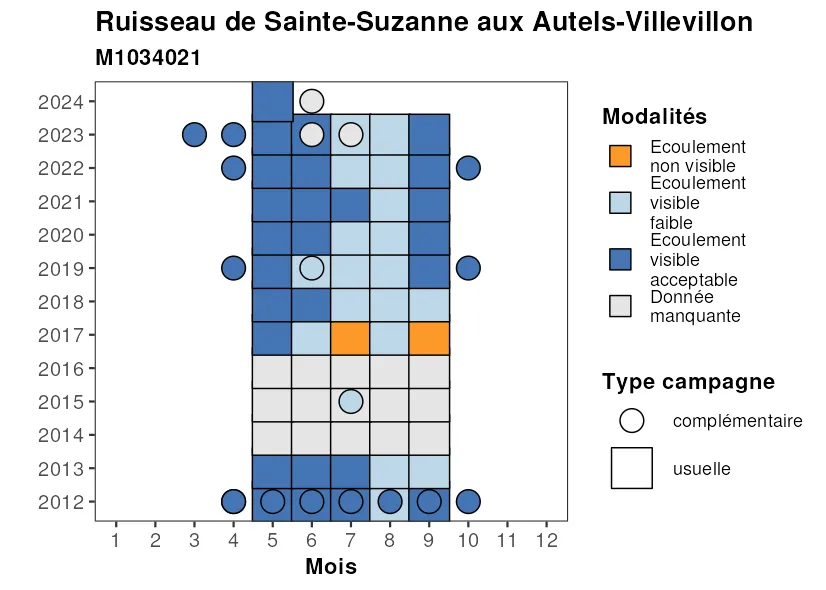 Ruisseau de Sainte-Suzanne aux Autels-Villevillon
M1034021
2024
2023
2022
2021
2020
2019
2018
2017
2016
2015
2014
2013
2012
1 2 3 4 5 6 7 8 9 10 11 12
Mois
Modalités
Ecoulement
non visible
Ecoulement
visible
faible
Ecoulement
visible
acceptable
Donnée
manquante
Type campagne
complémentaire
usuelle